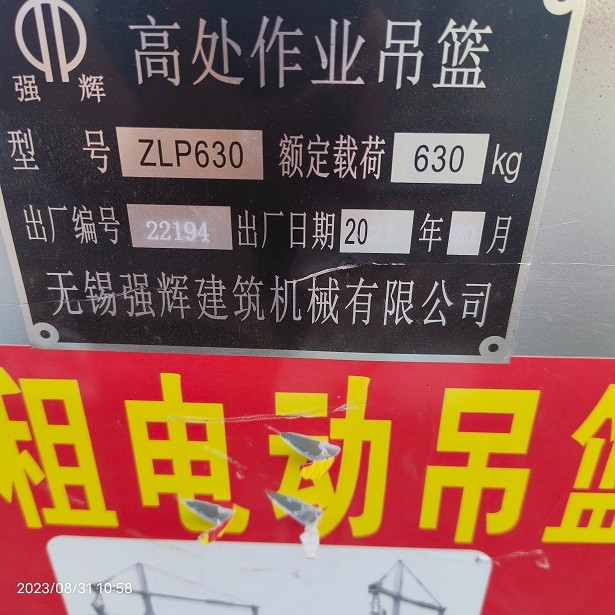 强辉
高处作业吊篮
型号 ZLP630 额定载荷 630 kg
出厂编号 22194 出厂日期 20 年 月
无锡强辉建筑机械有限公司
租电动吊篮
2023/08/31 10:58